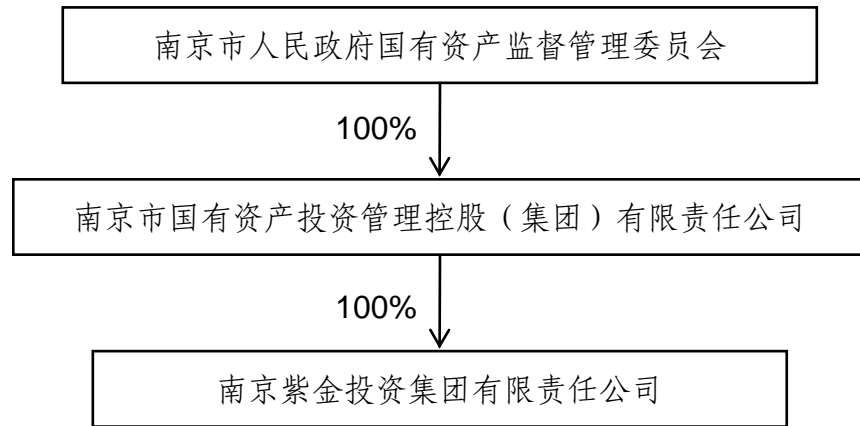 南京市人民政府国有资产监督管理委员会
100%
南京市国有资产投资管理控股（集团）有限责任公司
100%
南京紫金投资集团有限责任公司